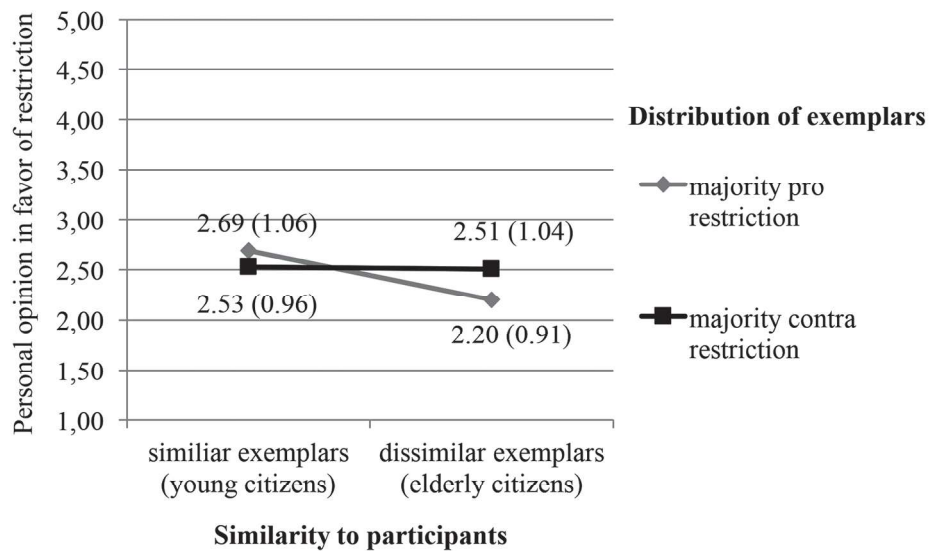 Personal opinion in favor of restriction
5,00
4,50
4,00
3,50
3,00
2,50
2,00
1,50
1,00
2.69 (1.06)
2.51 (1.04)
2.53 (0.96)
2.20 (0.91)
similiar exemplars
(young citizens)
dissimilar exemplars
(elderly citizens)
Similarity to participants
Distribution of exemplars
majority pro
restriction
majority contra
restriction